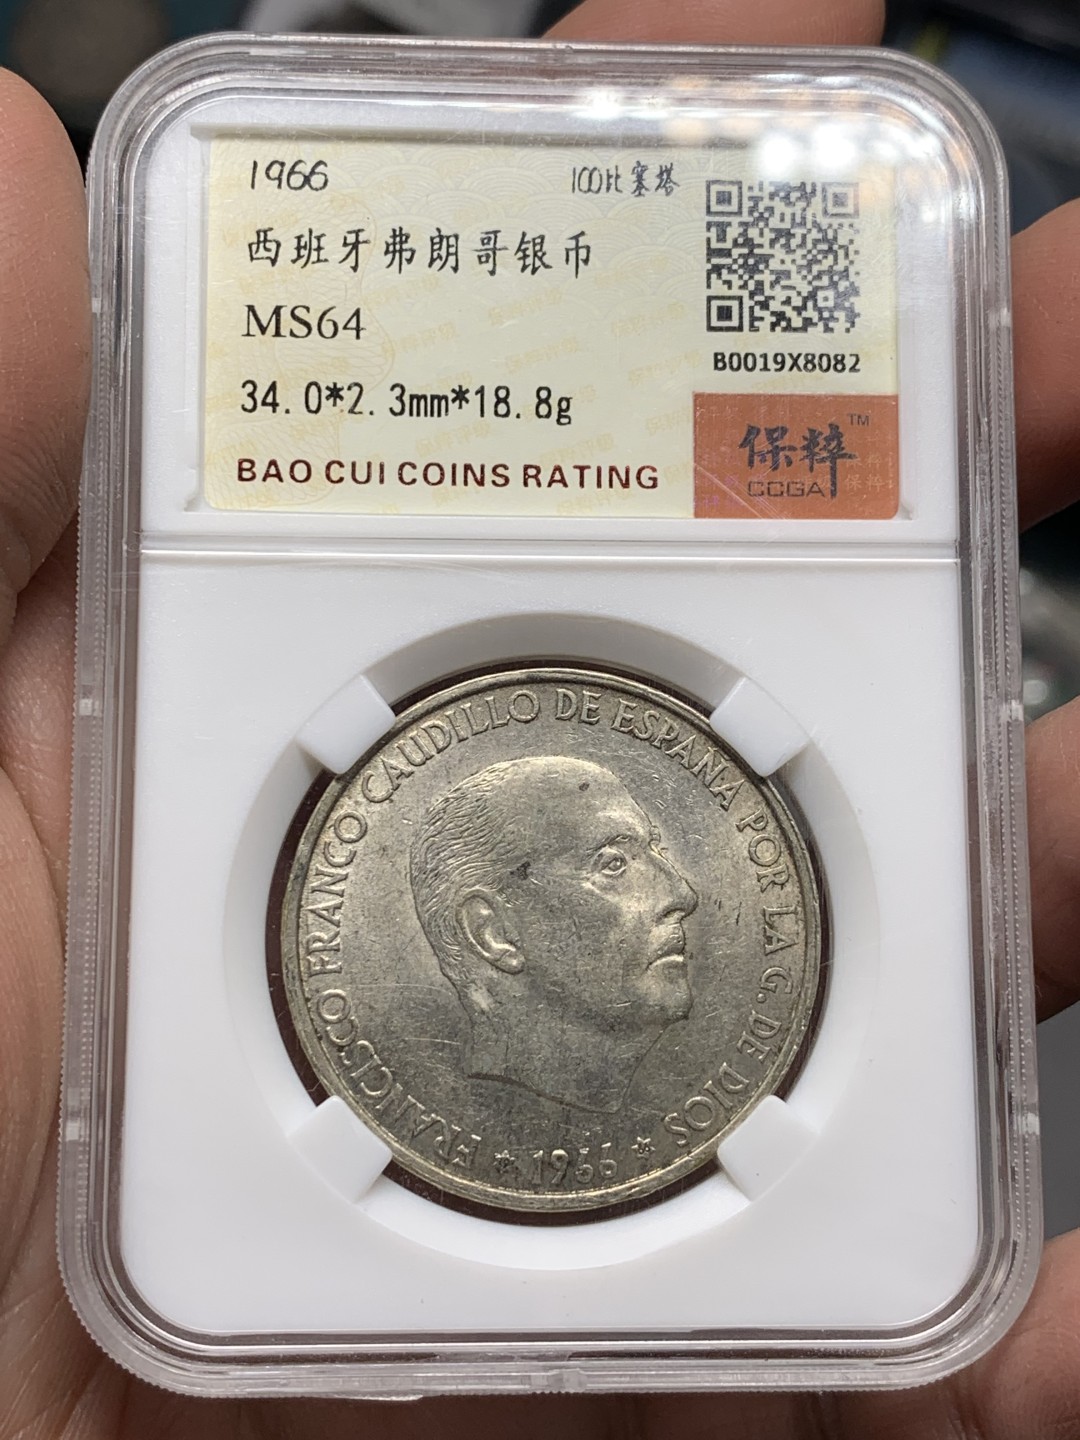 1966 100比塞塔
西班牙弗朗哥银币
MS64
B0019X8082
34.0*2.3mm*18.8g
保粹™
CCGA
BAO CUI COINS RATING
FRANCISCO FRANCO CAUDILLO DE ESPAÑA POR LA G. DE DIOS
* 1966 *